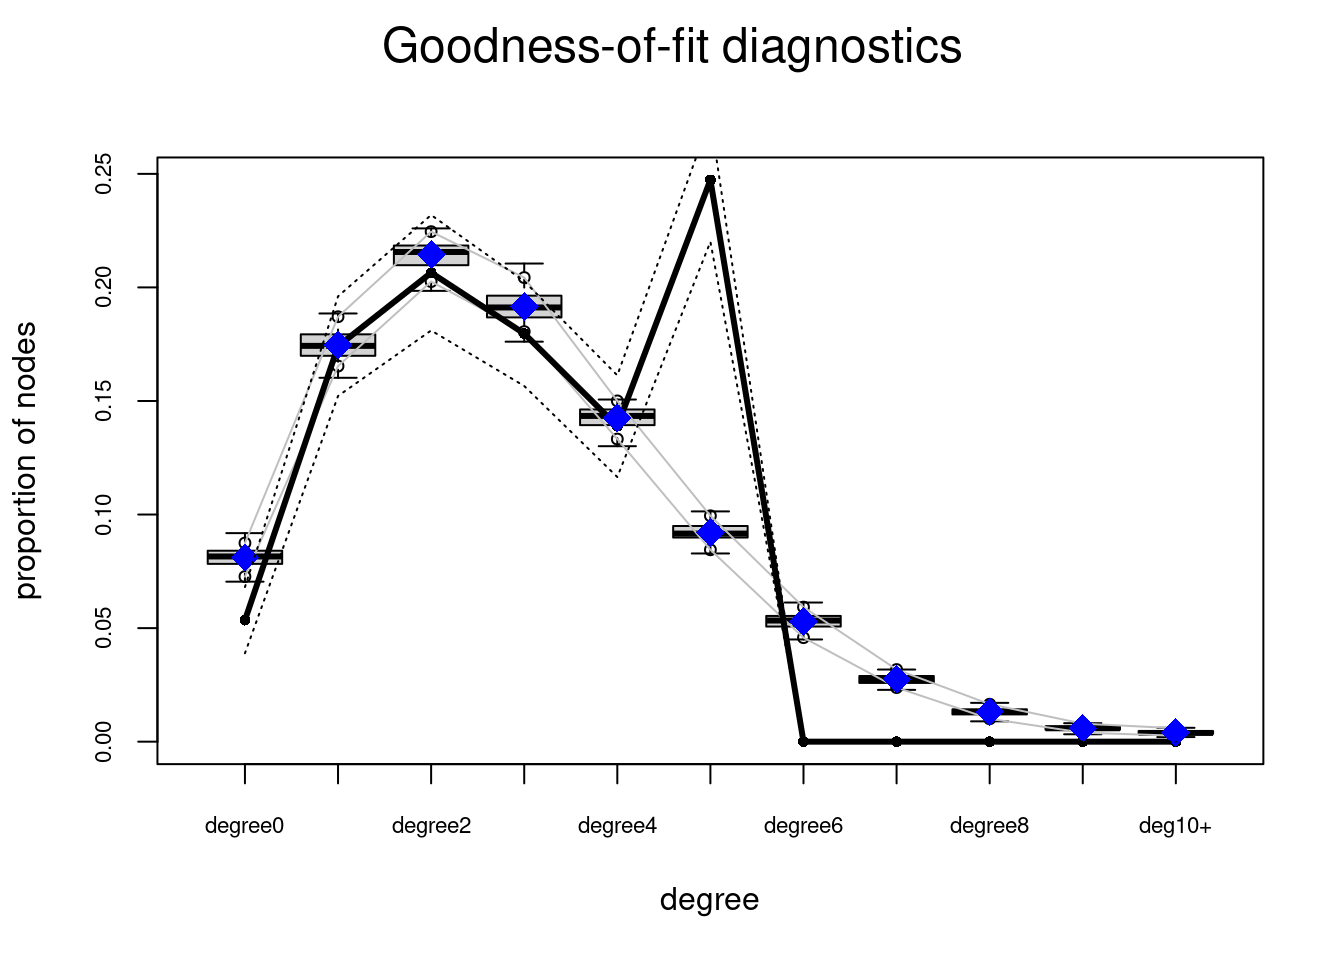 Goodness-of-fit diagnostics
proportion of nodes
0.25
0.20
0.15
0.10
0.05
0.00
degree0 degree2 degree4 degree6 degree8 deg10+
degree